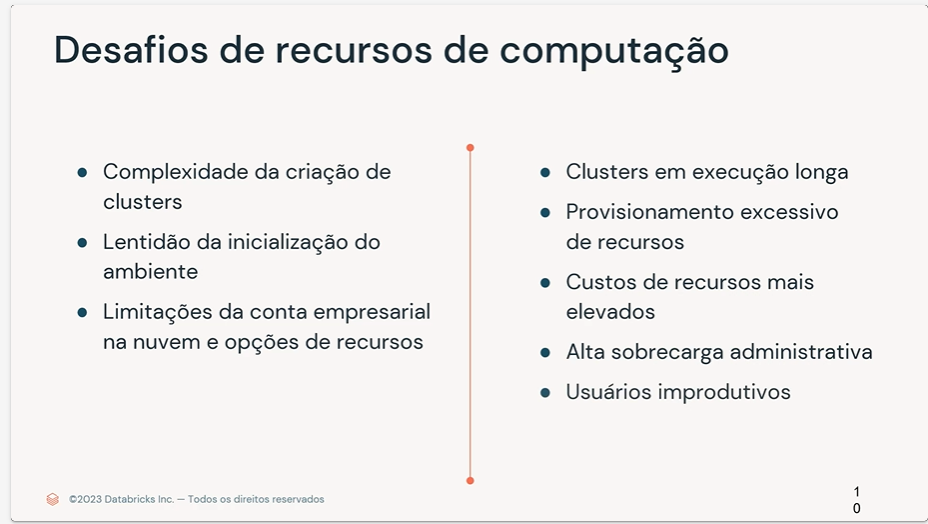 Desafios de recursos de computação
Complexidade da criação de
clusters
Lentidão da inicialização do
ambiente
Limitações da conta empresarial
na nuvem e opções de recursos
Clusters em execução longa
Provisionamento excessivo
de recursos
Custos de recursos mais
elevados
Alta sobrecarga administrativa
Usuários improdutivos
©2023 Databricks Inc. — Todos os direitos reservados
1
0